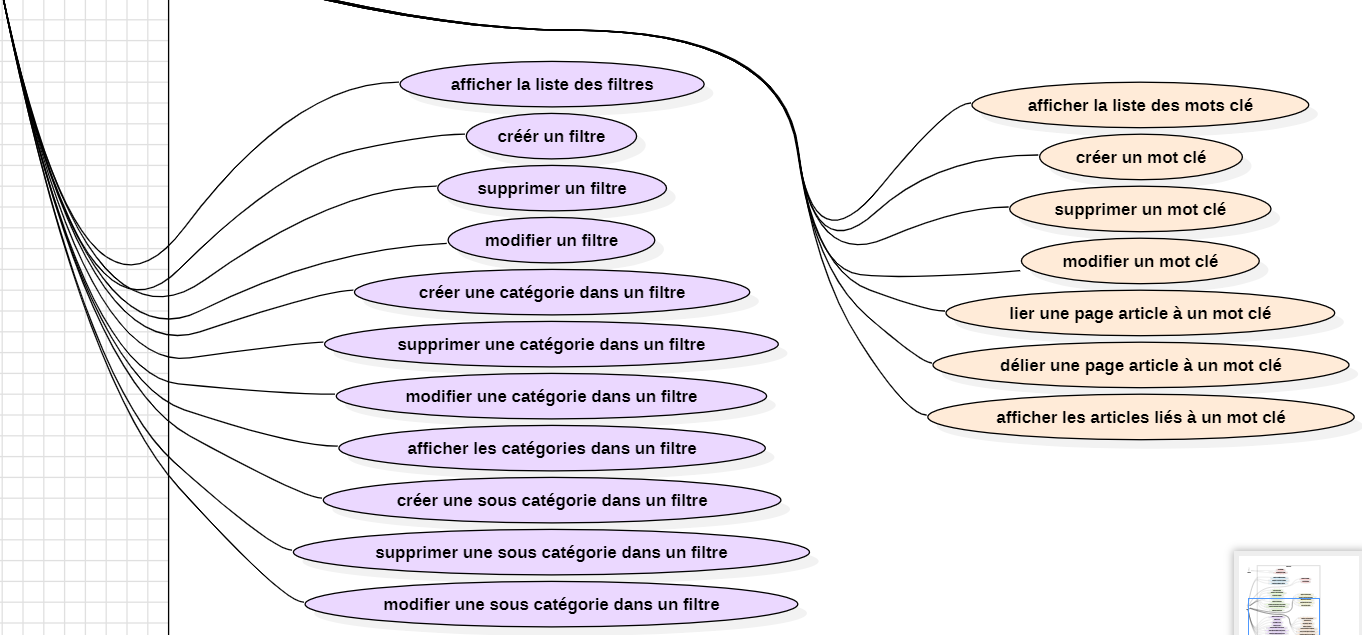 afficher la liste des filtres
créér un filtre
supprimer un filtre
modifier un filtre
créer une catégorie dans un filtre
supprimer une catégorie dans un filtre
modifier une catégorie dans un filtre
afficher les catégories dans un filtre
créer une sous catégorie dans un filtre
supprimer une sous catégorie dans un filtre
modifier une sous catégorie dans un filtre
afficher la liste des mots clé
créer un mot clé
supprimer un mot clé
modifier un mot clé
lier une page article à un mot clé
délier une page article à un mot clé
afficher les articles liés à un mot clé